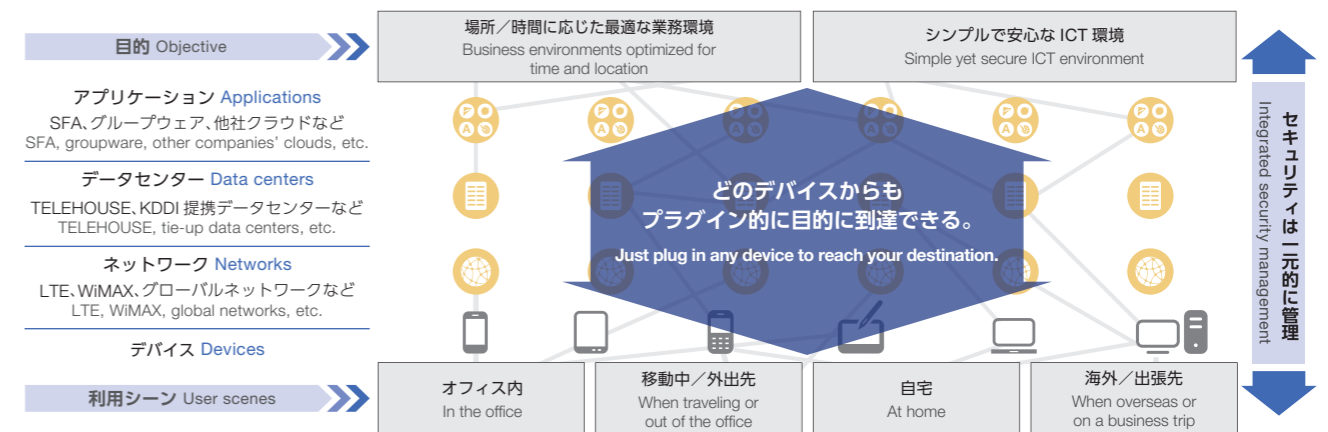 目的 Objective
場所／時間に応じた最適な業務環境
Business environments optimized for
time and location
シンプルで安心な ICT 環境
Simple yet secure ICT environment
アプリケーション Applications
SFA、グループウェア、他社クラウドなど
SFA, groupware, other companies' clouds, etc.
データセンター Data centers
TELEHOUSE、KDDI 提携データセンターなど
TELEHOUSE, tie-up data centers, etc.
ネットワーク Networks
LTE、WiMAX、グローバルネットワークなど
LTE, WiMAX, global networks, etc.
デバイス Devices
どのデバイスからも
プラグイン的に目的に到達できる。
Just plug in any device to reach your destination.
セキュリティは一元的に管理
Integrated security management
利用シーン User scenes
オフィス内
In the office
移動中／外出先
When traveling or
out of the office
自宅
At home
海外／出張先
When overseas or
on a business trip